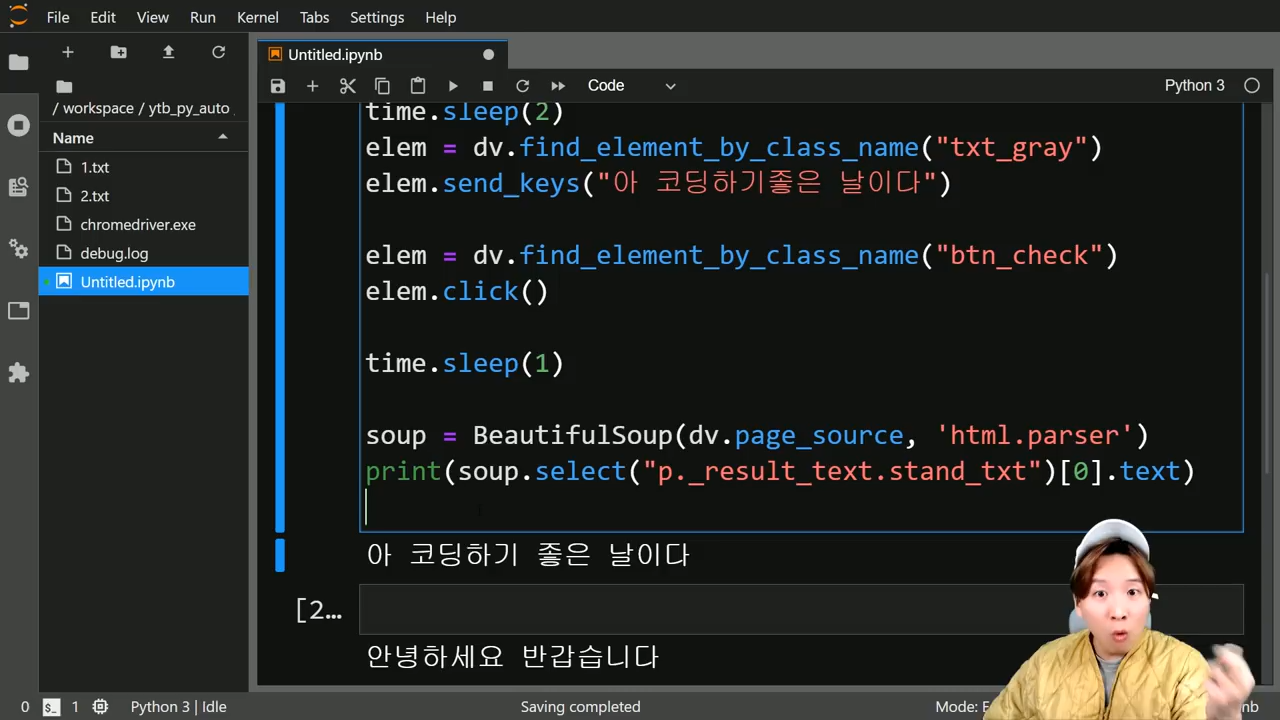 File Edit View Run Kernel Tabs Settings Help
Untitled.ipynb
Code
Python 3
/ workspace / ytb_py_auto
Name
1.txt
2.txt
chromedriver.exe
debug.log
Untitled.ipynb
time.sleep(2)
elem = dv.find_element_by_class_name("txt_gray")
elem.send_keys("아 코딩하기좋은 날이다")
elem = dv.find_element_by_class_name("btn_check")
elem.click()
time.sleep(1)
soup = BeautifulSoup(dv.page_source, 'html.parser')
print(soup.select("p._result_text.stand_txt")[0].text)
아 코딩하기 좋은 날이다
[2…
안녕하세요 반갑습니다
0 $_ 1 Python 3 | Idle Saving completed Mode: E nb